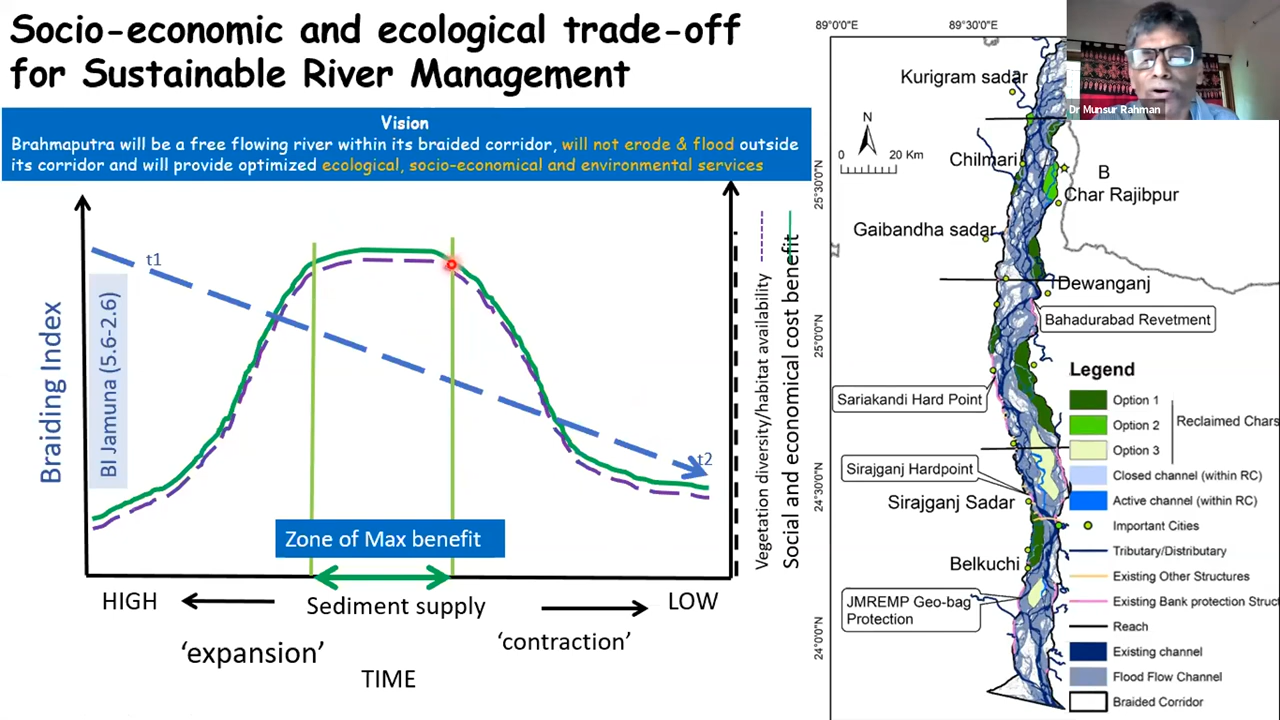 Socio-economic and ecological trade-off
for Sustainable River Management
Vision
Brahmaputra will be a free flowing river within its braided corridor, will not erode & flood outside
its corridor and will provide optimized ecological, socio-economical and environmental services
t1
t2
Braiding Index
BI Jamuna (5.6-2.6)
Vegetation diversity/habitat availability
Social and economical cost benefit
Zone of Max benefit
HIGH
Sediment supply
LOW
'expansion'
'contraction'
TIME
89°0'0"E
89°30'0"E
Dr Munsur Rahman
Kurigram sadar
N
0 20 Km
Chilmari
B
Char Rajibpur
25°30'0"N
Gaibandha sadar
Dewanganj
Bahadurabad Revetment
25°0'0"N
Sariakandi Hard Point
Sirajganj Hardpoint
24°30'0"N
Sirajganj Sadar
Belkuchi
JMREMP Geo-bag
Protection
24°0'0"N
Legend
Option 1
Option 2
Option 3
Reclaimed Chars
Closed channel (within RC)
Active channel (within RC)
Important Cities
Tributary/Distributary
Existing Other Structures
Existing Bank protection Struct
Reach
Existing channel
Flood Flow Channel
Braided Corridor